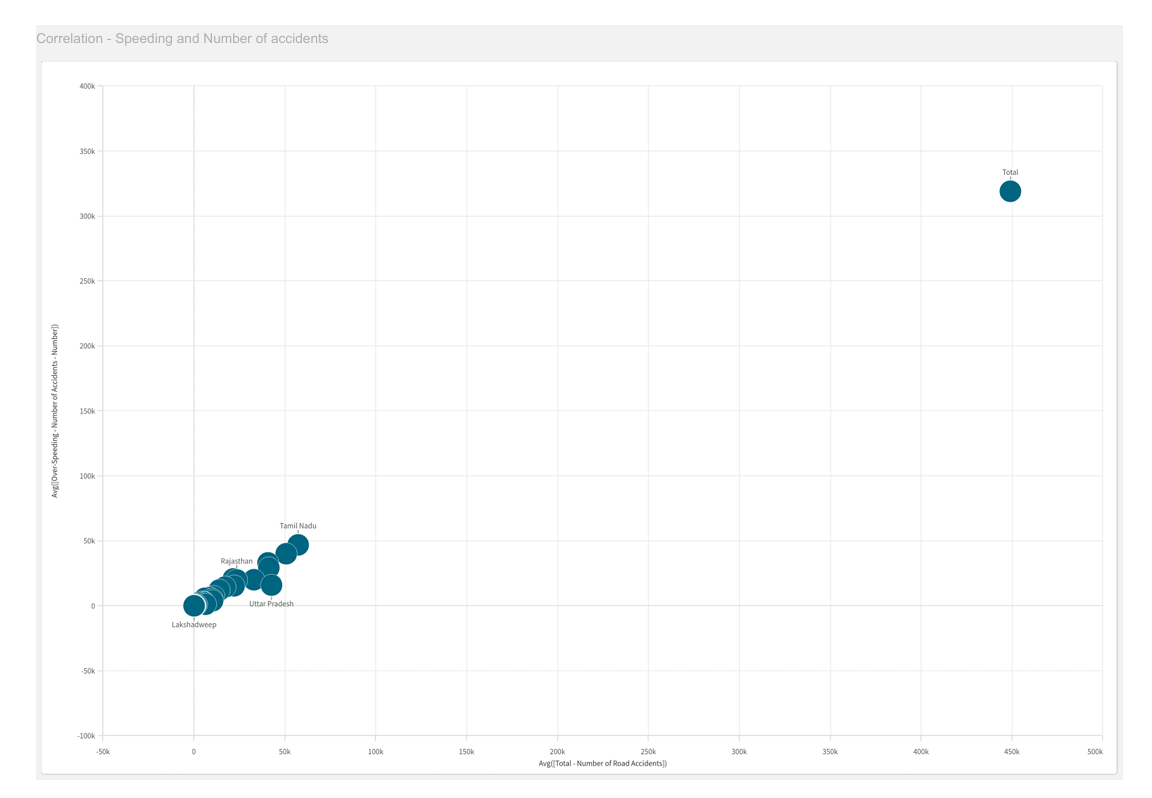 Correlation - Speeding and Number of accidents
Avg([Over-Speeding - Number of Accidents - Number])
400k
350k
300k
250k
200k
150k
100k
50k
0
-50k
-100k
Total
Tamil Nadu
Rajasthan
Uttar Pradesh
Lakshadweep
-50k 0 50k 100k 150k 200k 250k 300k 350k 400k 450k 500k
Avg([Total - Number of Road Accidents])